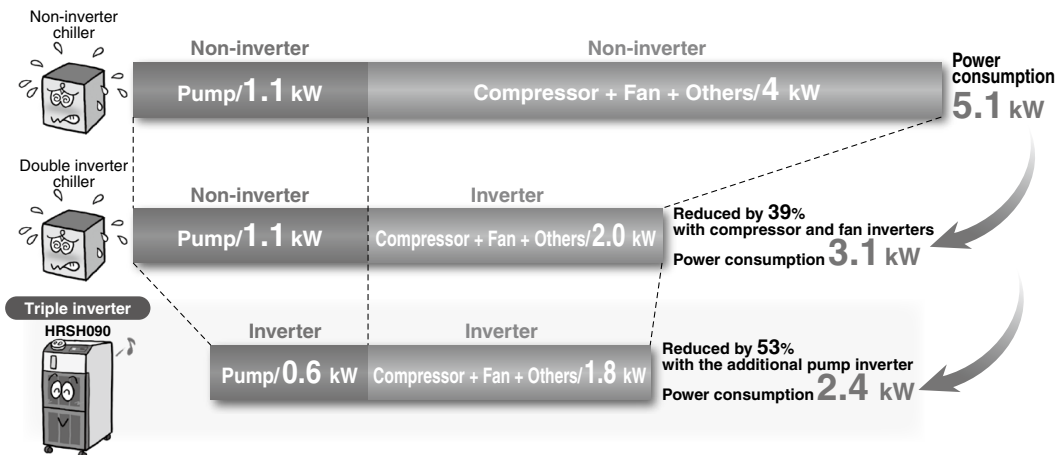 Non-inverter
chiller
Non-inverter
Non-inverter
Pump/1.1 kW
Compressor + Fan + Others/4 kW
Power
consumption
5.1 kW
Double inverter
chiller
Non-inverter
Inverter
Pump/1.1 kW
Compressor + Fan + Others/2.0 kW
Reduced by 39%
with compressor and fan inverters
Power consumption 3.1 kW
Triple inverter
HRSH090
Inverter
Inverter
Pump/0.6 kW
Compressor + Fan + Others/1.8 kW
Reduced by 53%
with the additional pump inverter
Power consumption 2.4 kW